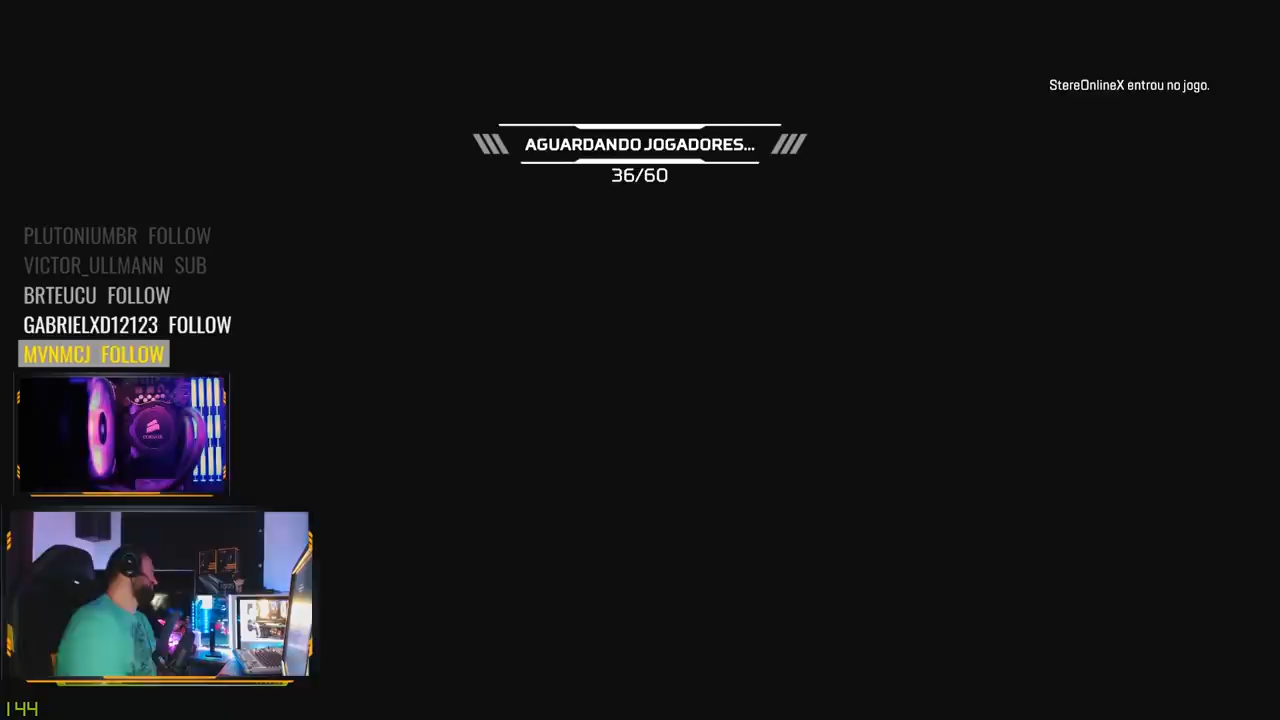 StereOnlineX entrou no jogo.
AGUARDANDO JOGADORES...
36/60
PLUTONIUMBR FOLLOW
VICTOR_ULLMANN SUB
BRTEUCU FOLLOW
GABRIELXD12123 FOLLOW
MVNMCJ FOLLOW
CORSAIR
144